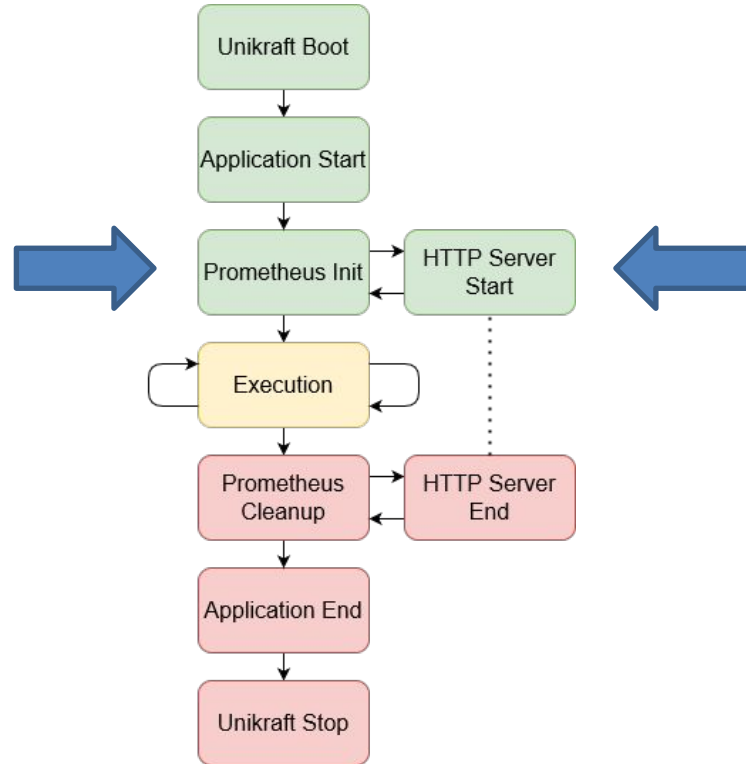 Unikraft Boot
Application Start
Prometheus Init
HTTP Server
Start
Execution
Prometheus
Cleanup
HTTP Server
End
Application End
Unikraft Stop